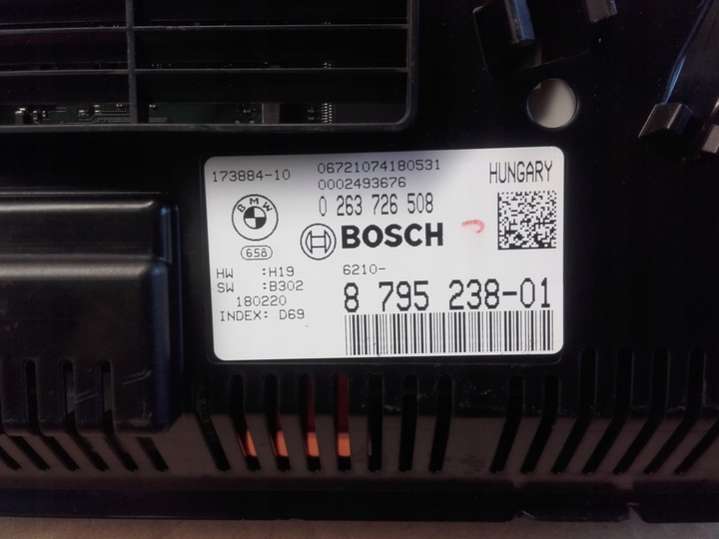 173884-10
06721074180531
0002493676
HUNGARY
0 263 726 508
BMW
BOSCH
658
HW :H19
SW :B302
180220
INDEX: D69
6210-
8 795 238-01